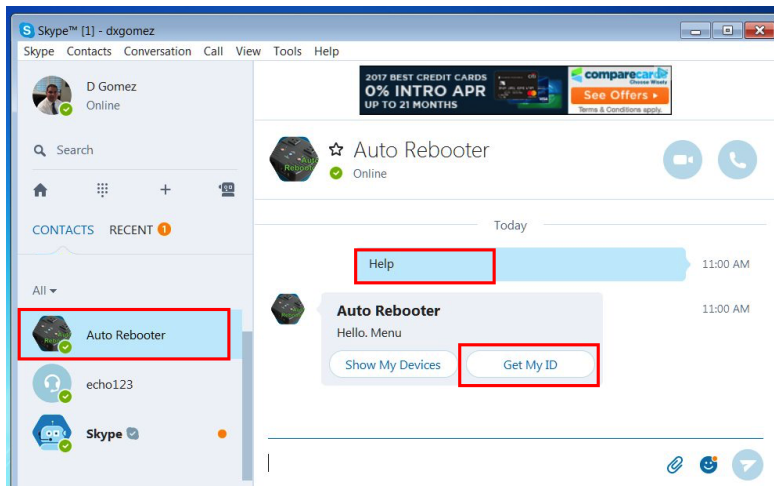 Skype™ [1] - dxgomez
Skype Contacts Conversation Call View Tools Help
D Gomez
Online
Search
CONTACTS RECENT 1
All
Auto Rebooter
echo123
Skype
2017 BEST CREDIT CARDS
0% INTRO APR
UP TO 21 MONTHS
citi
comparecards
Choose Wisely
See Offers
Terms & Conditions apply.
Auto Rebooter
Online
Today
Help 11:00 AM
Auto Rebooter 11:00 AM
Hello. Menu
Show My Devices Get My ID